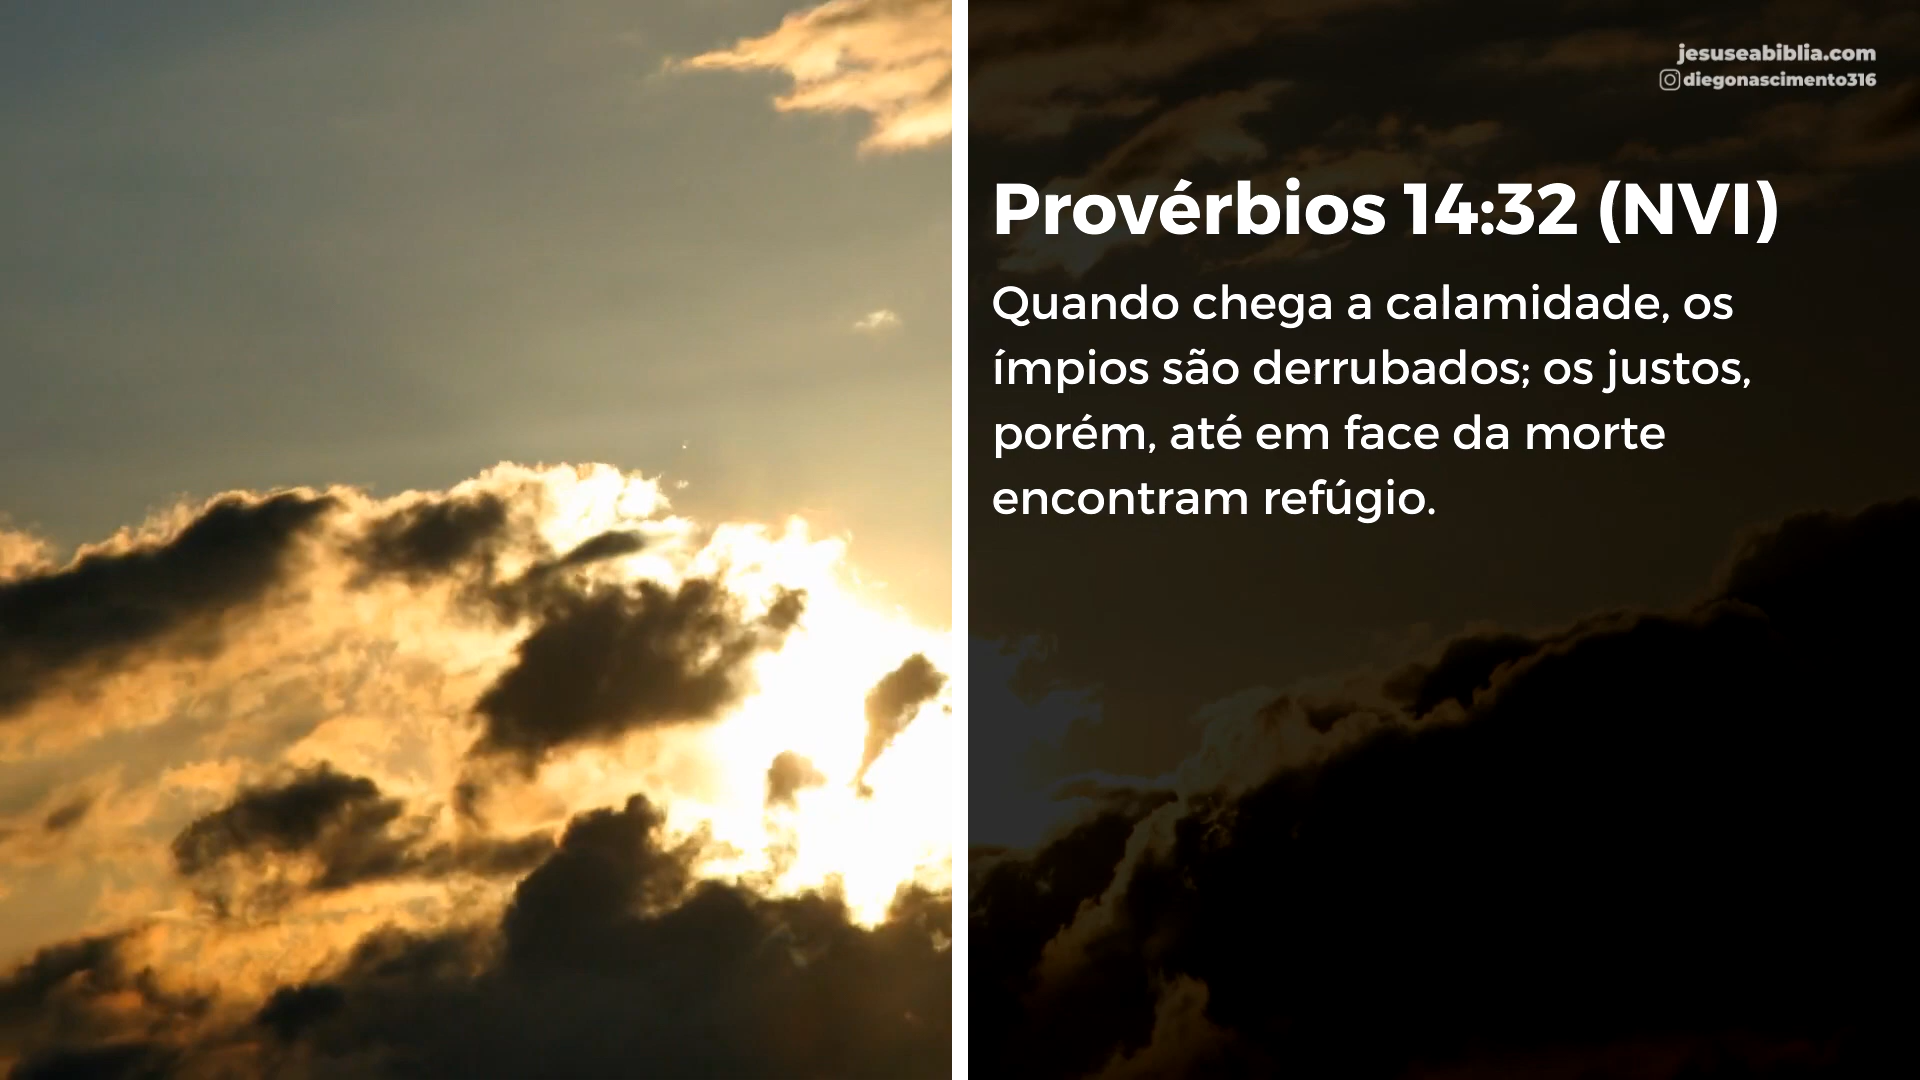 jesuseabiblia.com
diegonascimento316
Provérbios 14:32 (NVI)
Quando chega a calamidade, os
ímpios são derrubados; os justos,
porém, até em face da morte
encontram refúgio.